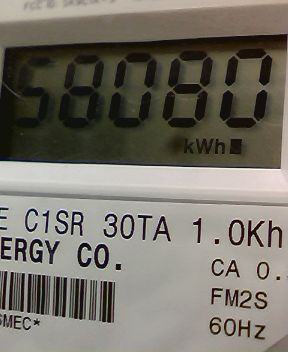 58080
kWh
E C1SR 30TA 1.0Kh
ERGY CO.
CA 0.
FM2S
60Hz
SMEC*